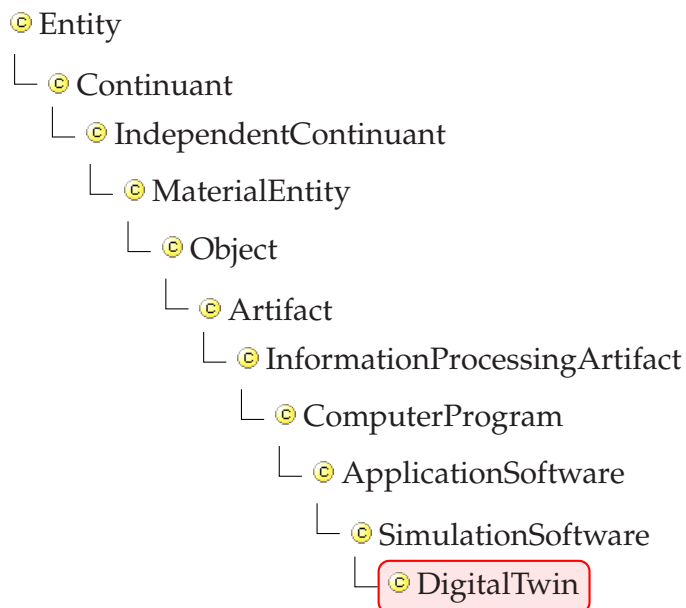 Entity
Continuant
IndependentContinuant
MaterialEntity
Object
Artifact
InformationProcessingArtifact
ComputerProgram
ApplicationSoftware
SimulationSoftware
DigitalTwin